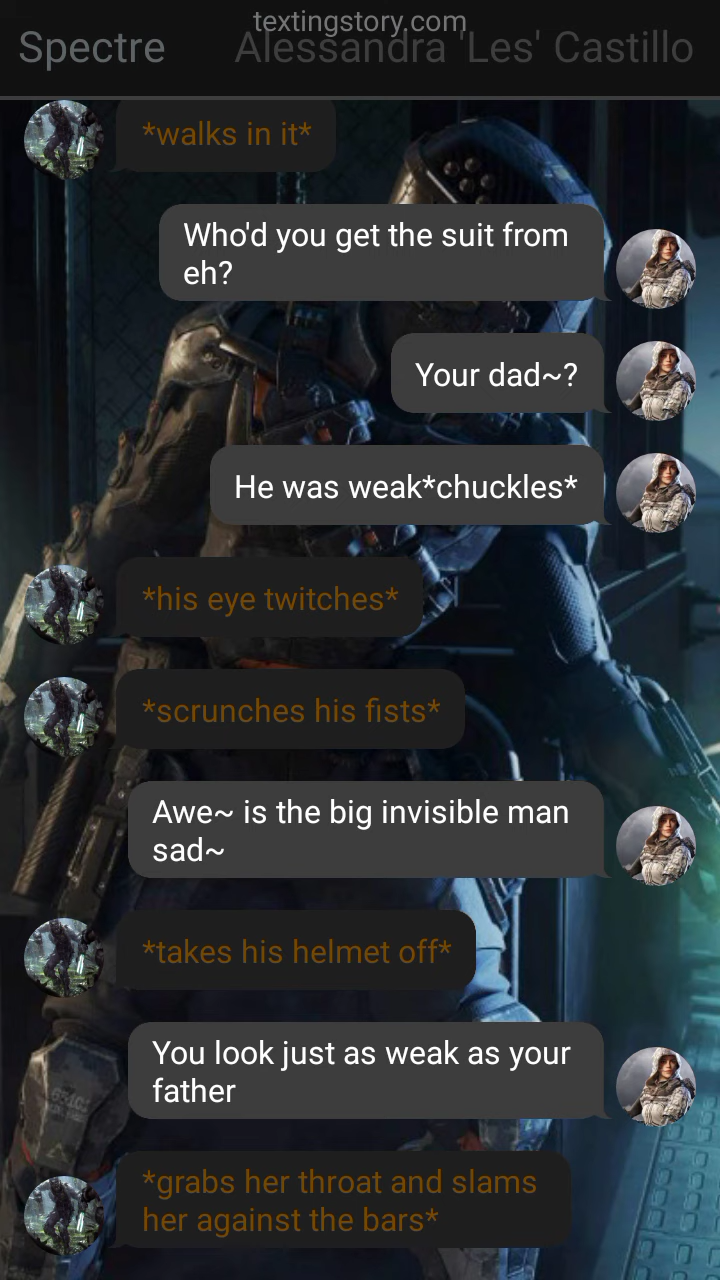 textingstory.com
Spectre
Alessandra 'Les' Castillo
*walks in it*
Who'd you get the suit from
eh?
Your dad~?
He was weak*chuckles*
*his eye twitches*
*scrunches his fists*
Awe~ is the big invisible man
sad~
*takes his helmet off*
You look just as weak as your
father
*grabs her throat and slams
her against the bars*